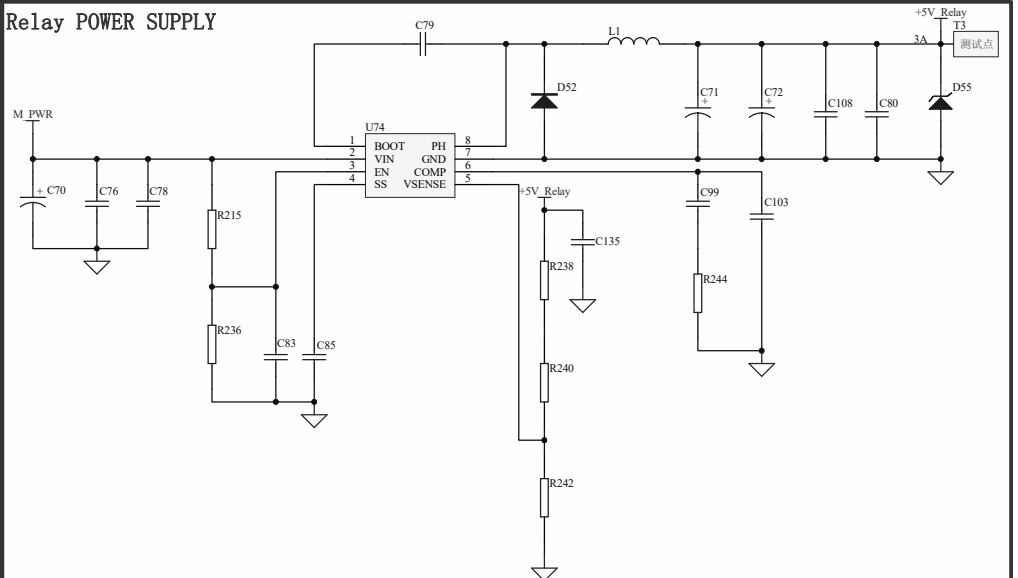 Relay POWER SUPPLY
C79
L1
+5V_Relay
T3
3A
测试点
D52
C71
+
C72
+
C108
C80
D55
M_PWR
U74
1 BOOT PH 8
2 VIN GND 7
3 EN COMP 6
4 SS VSENSE 5
+ C70
C76
C78
R215
+5V_Relay
C99
C103
C135
R238
R244
R236
C83
C85
R240
R242